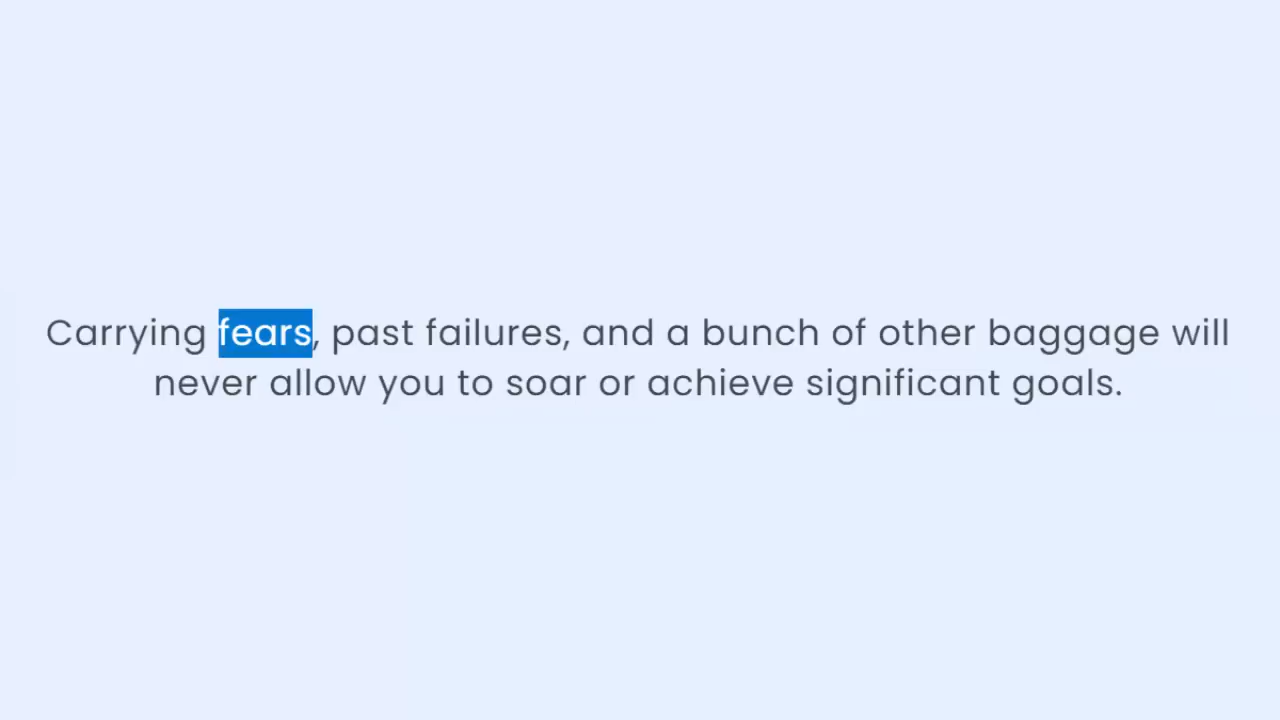 Carrying fears, past failures, and a bunch of other baggage will
never allow you to soar or achieve significant goals.